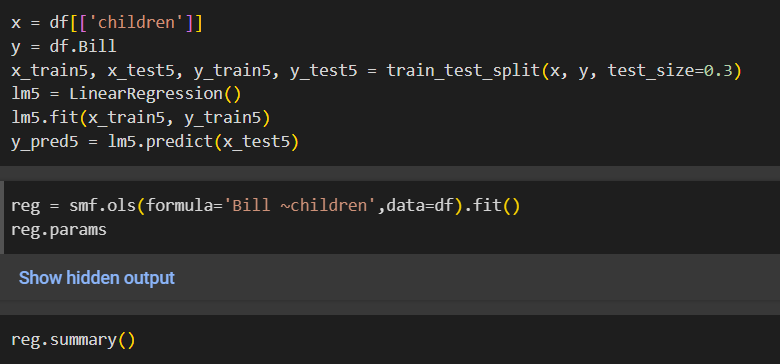 x = df[['children']]
y = df.Bill
x_train5, x_test5, y_train5, y_test5 = train_test_split(x, y, test_size=0.3)
lm5 = LinearRegression()
lm5.fit(x_train5, y_train5)
y_pred5 = lm5.predict(x_test5)
reg = smf.ols(formula='Bill ~children',data=df).fit()
reg.params
Show hidden output
reg.summary()